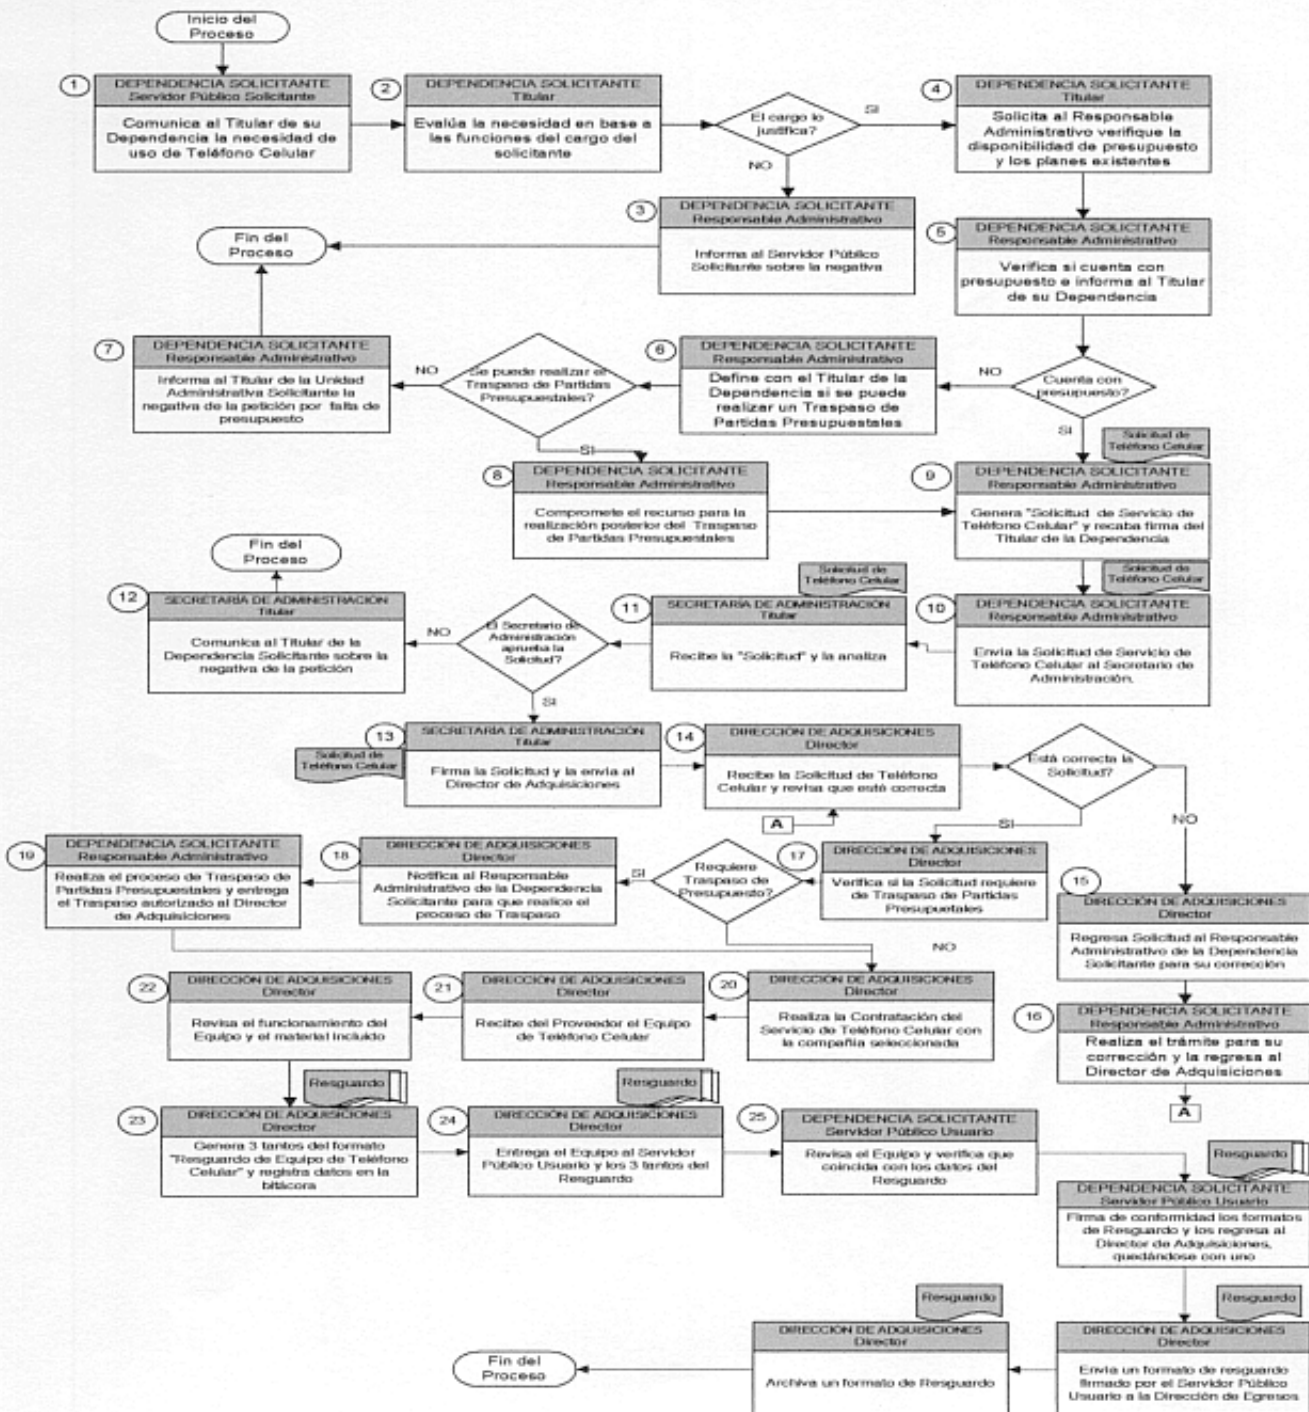 Inicio del
Proceso
1
DEPENDENCIA SOLICITANTE
Servidor Público Solicitante
Comunica al Titular de su
Dependencia la necesidad de
uso de Teléfono Celular
2
DEPENDENCIA SOLICITANTE
Titular
Evalúa la necesidad en base a
las funciones del cargo del
solicitante
El cargo lo
justifica?
SI
NO
4
DEPENDENCIA SOLICITANTE
Titular
Solicita al Responsable
Administrativo verifique la
disponibilidad de presupuesto
y los planes existentes
3
DEPENDENCIA SOLICITANTE
Responsable Administrativo
Informa al Servidor Público
Solicitante sobre la negativa
Fin del
Proceso
5
DEPENDENCIA SOLICITANTE
Responsable Administrativo
Verifica si cuenta con
presupuesto e informa al Titular
de su Dependencia
Cuenta con
presupuesto?
NO
SI
6
DEPENDENCIA SOLICITANTE
Responsable Administrativo
Define con el Titular de la
Dependencia si se puede
realizar un Traspaso de
Partidas Presupuestales
Se puede realizar el
Traspaso de Partidas
Presupuestales?
NO
SI
7
DEPENDENCIA SOLICITANTE
Responsable Administrativo
Informa al Titular de la Unidad
Administrativa Solicitante la
negativa de la petición por falta de
presupuesto
8
DEPENDENCIA SOLICITANTE
Responsable Administrativo
Compromete el recurso para la
realización posterior del Traspaso
de Partidas Presupuestales
Solicitud de
Teléfono Celular
9
DEPENDENCIA SOLICITANTE
Responsable Administrativo
Genera "Solicitud de Servicio de
Teléfono Celular" y recaba firma del
Titular de la Dependencia
Solicitud de
Teléfono Celular
10
DEPENDENCIA SOLICITANTE
Responsable Administrativo
Envía la Solicitud de Servicio de
Teléfono Celular al Secretario de
Administración.
Solicitud de
Teléfono Celular
11
SECRETARÍA DE ADMINISTRACIÓN
Titular
Recibe la "Solicitud" y la analiza
El Secretario de
Administración
aprueba la
Solicitud?
NO
SI
Fin del
Proceso
12
SECRETARÍA DE ADMINISTRACIÓN
Titular
Comunica al Titular de la
Dependencia Solicitante sobre la
negativa de la petición
13
SECRETARÍA DE ADMINISTRACIÓN
Titular
Firma la Solicitud y la envía al
Director de Adquisiciones
Solicitud de
Teléfono Celular
14
DIRECCIÓN DE ADQUISICIONES
Director
Recibe la Solicitud de Teléfono
Celular y revisa que está correcta
A
Está correcta la
Solicitud?
SI
NO
15
DIRECCIÓN DE ADQUISICIONES
Director
Regresa Solicitud al Responsable
Administrativo de la Dependencia
Solicitante para su corrección
16
DEPENDENCIA SOLICITANTE
Responsable Administrativo
Realiza el trámite para su
corrección y la regresa al
Director de Adquisiciones
A
17
DIRECCIÓN DE ADQUISICIONES
Director
Verifica si la Solicitud requiere
de Traspaso de Partidas
Presupuetales
Requiere
Traspaso de
Presupuesto?
SI
NO
18
DIRECCIÓN DE ADQUISICIONES
Director
Notifica al Responsable
Administrativo de la Dependencia
Solicitante para que realice el
proceso de Traspaso
19
DEPENDENCIA SOLICITANTE
Responsable Administrativo
Realiza el proceso de Traspaso de
Partidas Presupuestales y entrega
el Traspaso autorizado al Director
de Adquisiciones
20
DIRECCIÓN DE ADQUISICIONES
Director
Realiza la Contratación del
Servicio de Teléfono Celular con
la compañía seleccionada
21
DIRECCIÓN DE ADQUISICIONES
Director
Recibe del Proveedor el Equipo
de Teléfono Celular
22
DIRECCIÓN DE ADQUISICIONES
Director
Revisa el funcionamiento del
Equipo y el material incluido
Resguardo
23
DIRECCIÓN DE ADQUISICIONES
Director
Genera 3 tantos del formato
"Resguardo de Equipo de Teléfono
Celular" y registra datos en la
bitácora
Resguardo
24
DIRECCIÓN DE ADQUISICIONES
Director
Entrega el Equipo al Servidor
Público Usuario y los 3 tantos del
Resguardo
25
DEPENDENCIA SOLICITANTE
Servidor Público Usuario
Revisa el Equipo y verifica que
coincida con los datos del
Resguardo
Resguardo
DEPENDENCIA SOLICITANTE
Servidor Público Usuario
Firma de conformidad los formatos
de Resguardo y los regresa al
Director de Adquisiciones,
quedándose con uno
Resguardo
DIRECCIÓN DE ADQUISICIONES
Director
Envía un formato de resguardo
firmado por el Servidor Público
Usuario a la Dirección de Egresos
Resguardo
DIRECCIÓN DE ADQUISICIONES
Director
Archiva un formato de Resguardo
Fin del
Proceso